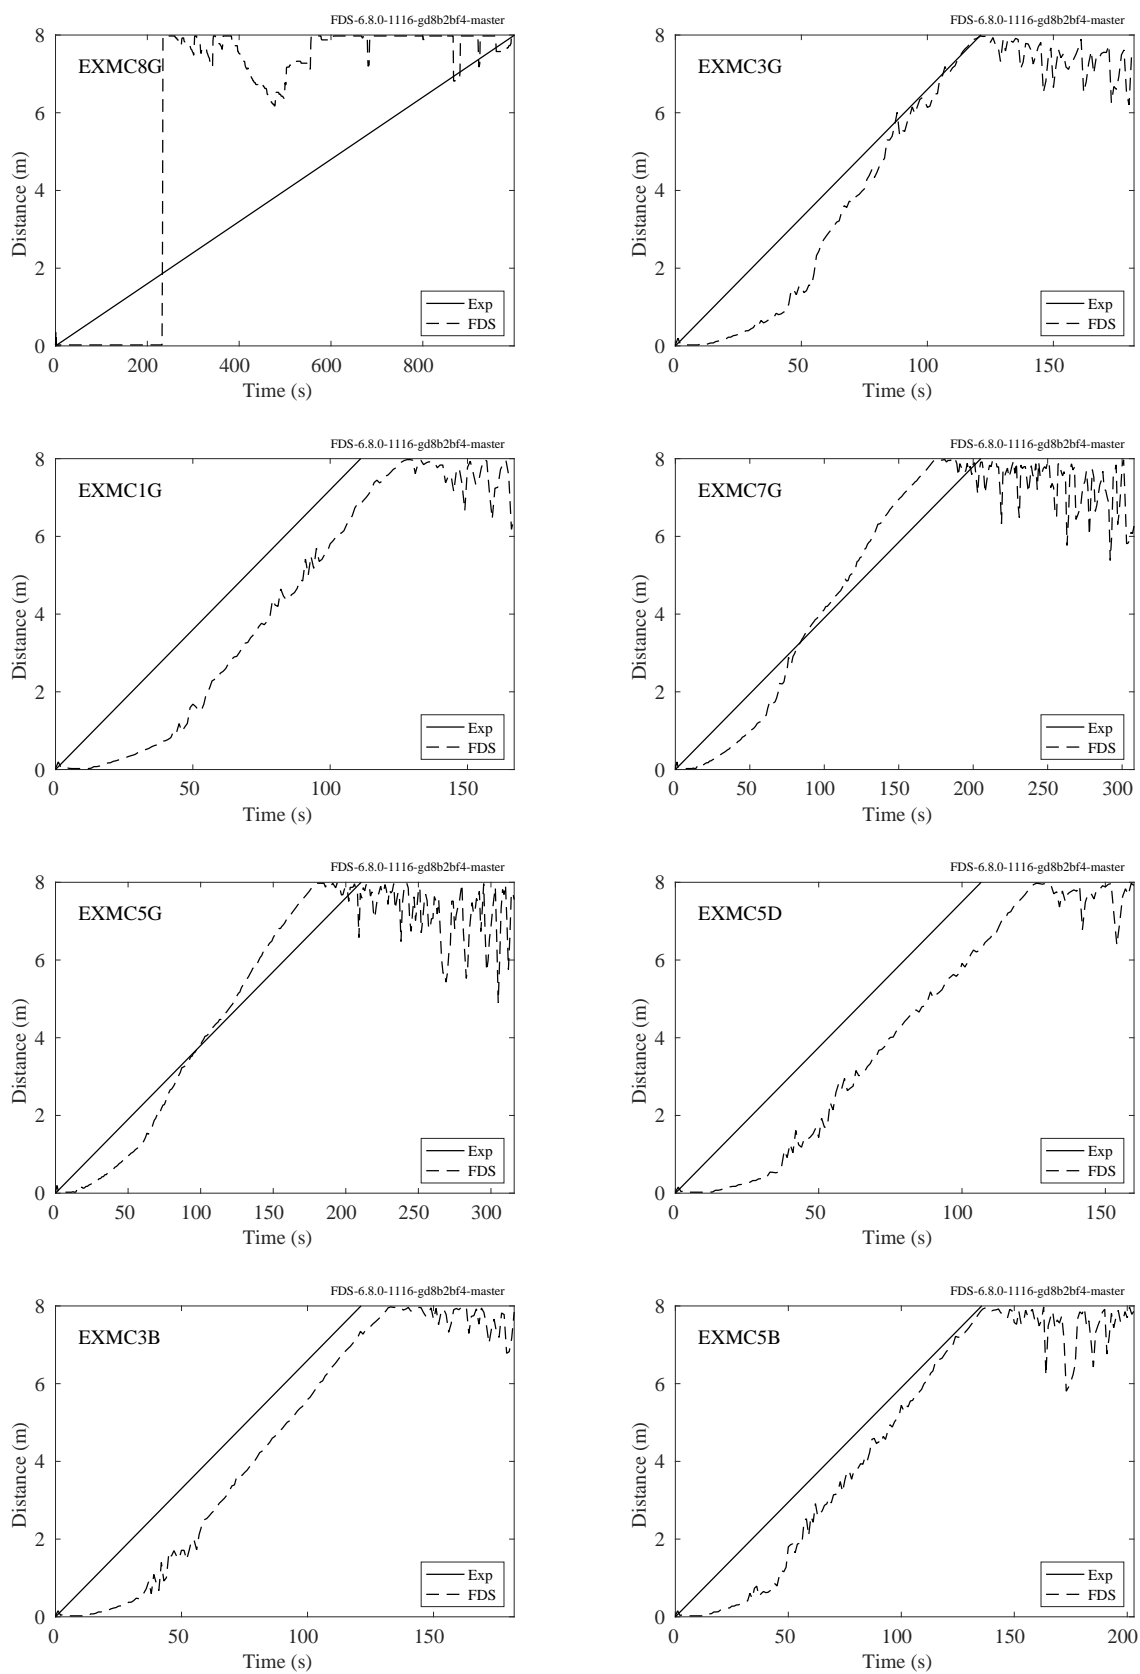 FDS-6.8.0-1116-gd8b2bf4-master
EXMC8G
Distance (m)
8
6
4
2
0
0 200 400 600 800
Time (s)
Exp
FDS
FDS-6.8.0-1116-gd8b2bf4-master
EXMC3G
Distance (m)
8
6
4
2
0
0 50 100 150
Time (s)
Exp
FDS
FDS-6.8.0-1116-gd8b2bf4-master
EXMC1G
Distance (m)
8
6
4
2
0
0 50 100 150
Time (s)
Exp
FDS
FDS-6.8.0-1116-gd8b2bf4-master
EXMC7G
Distance (m)
8
6
4
2
0
0 50 100 150 200 250 300
Time (s)
Exp
FDS
FDS-6.8.0-1116-gd8b2bf4-master
EXMC5G
Distance (m)
8
6
4
2
0
0 50 100 150 200 250 300
Time (s)
Exp
FDS
FDS-6.8.0-1116-gd8b2bf4-master
EXMC5D
Distance (m)
8
6
4
2
0
0 50 100 150
Time (s)
Exp
FDS
FDS-6.8.0-1116-gd8b2bf4-master
EXMC3B
Distance (m)
8
6
4
2
0
0 50 100 150
Time (s)
Exp
FDS
FDS-6.8.0-1116-gd8b2bf4-master
EXMC5B
Distance (m)
8
6
4
2
0
0 50 100 150 200
Time (s)
Exp
FDS